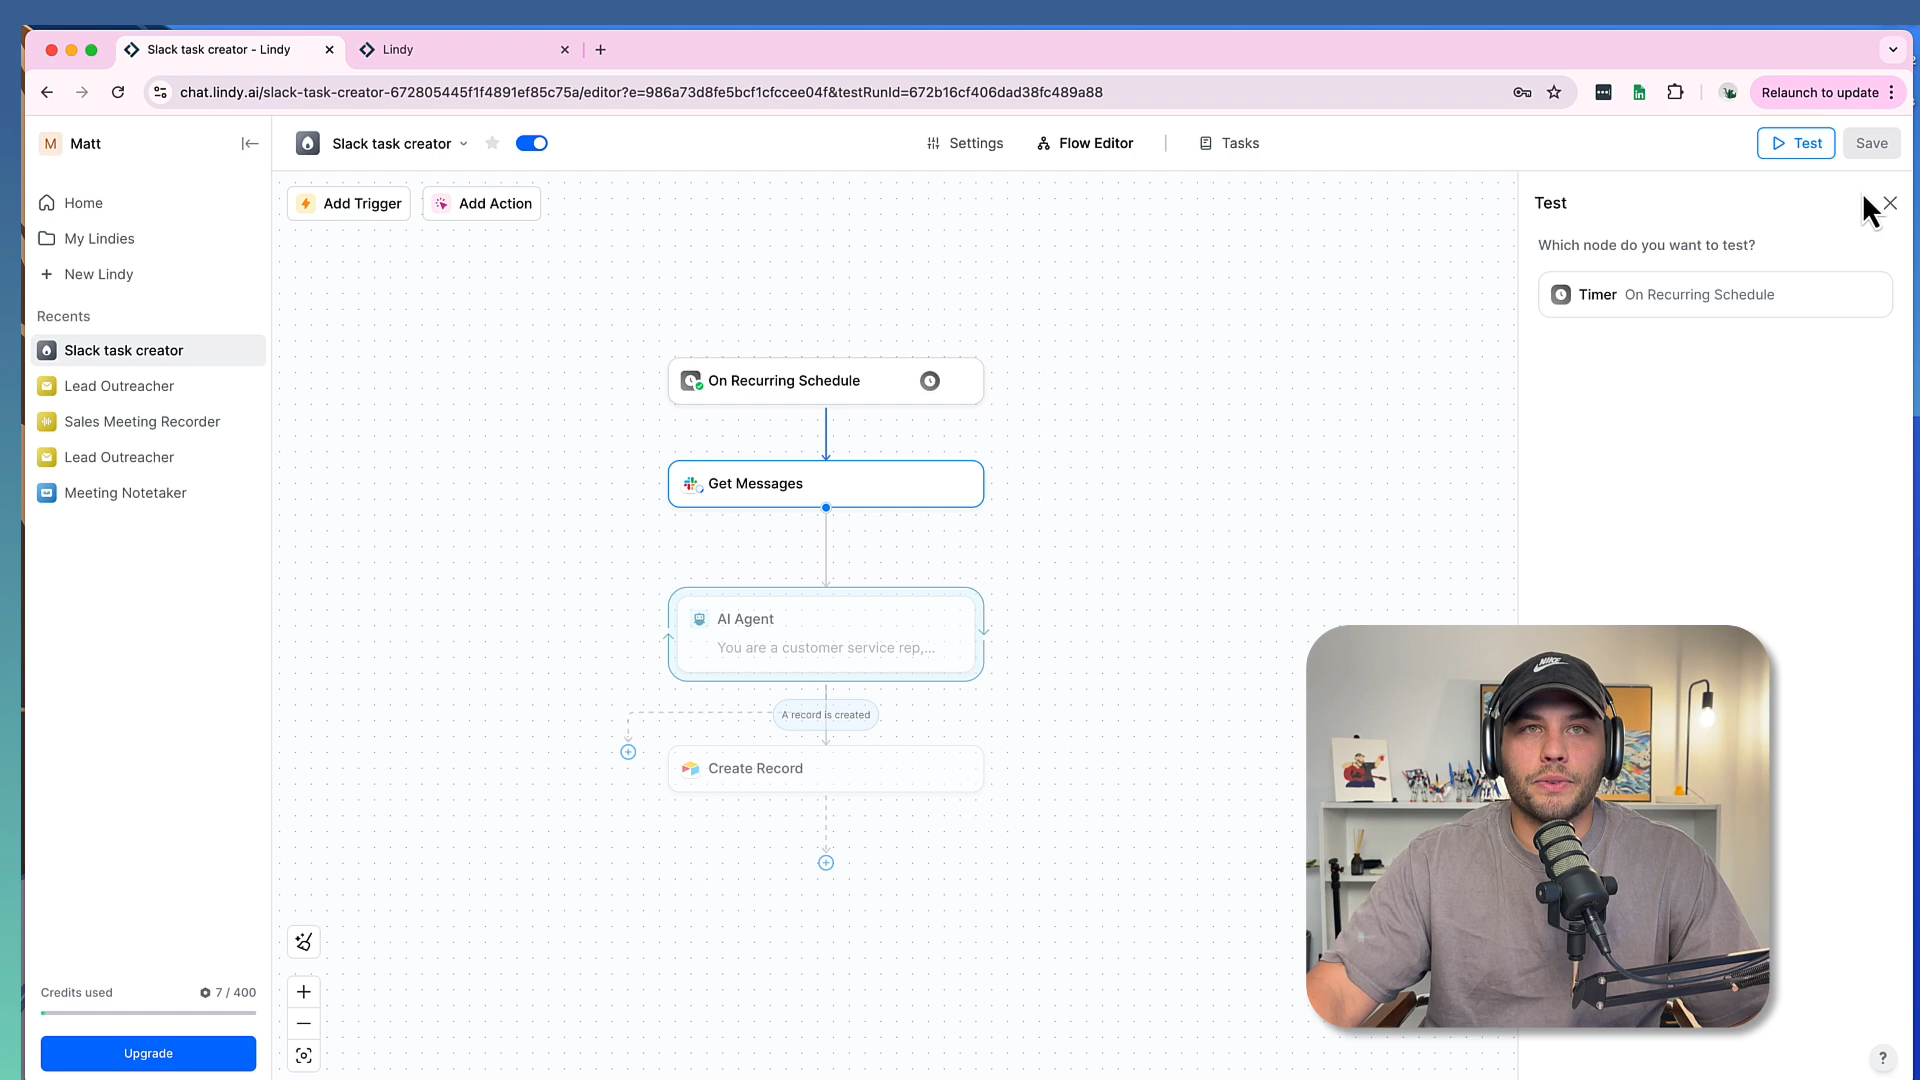 Slack task creator - Lindy
Lindy
chat.lindy.ai/slack-task-creator-672805445f1f4891ef85c75a/editor?e=986a73d8fe5bcf1cfccee04f&testRunId=672b16cf406dad38fc489a88
Relaunch to update
M Matt
Slack task creator
Settings
Flow Editor
Tasks
Test
Save
Home
My Lindies
New Lindy
Recents
Slack task creator
Lead Outreacher
Sales Meeting Recorder
Lead Outreacher
Meeting Notetaker
Credits used 7 / 400
Upgrade
Add Trigger
Add Action
On Recurring Schedule
Get Messages
AI Agent
You are a customer service rep,...
A record is created
Create Record
Test
Which node do you want to test?
Timer On Recurring Schedule
NIKE
?